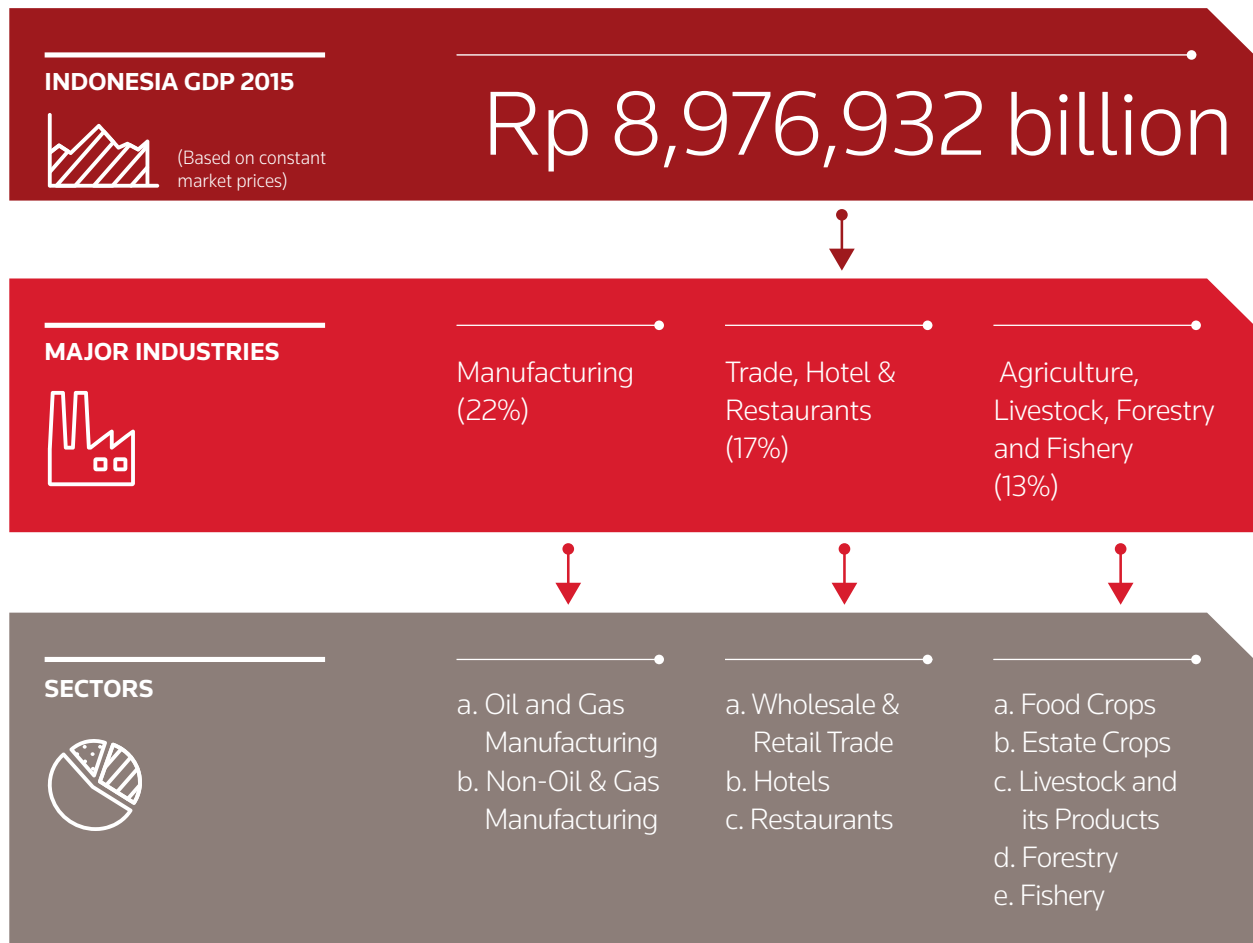 INDONESIA GDP 2015
(Based on constant
market prices)
Rp 8,976,932 billion
MAJOR INDUSTRIES
Manufacturing
(22%)
Trade, Hotel &
Restaurants
(17%)
Agriculture,
Livestock, Forestry
and Fishery
(13%)
SECTORS
a. Oil and Gas
Manufacturing
b. Non-Oil & Gas
Manufacturing
a. Wholesale &
Retail Trade
b. Hotels
c. Restaurants
a. Food Crops
b. Estate Crops
c. Livestock and
its Products
d. Forestry
e. Fishery